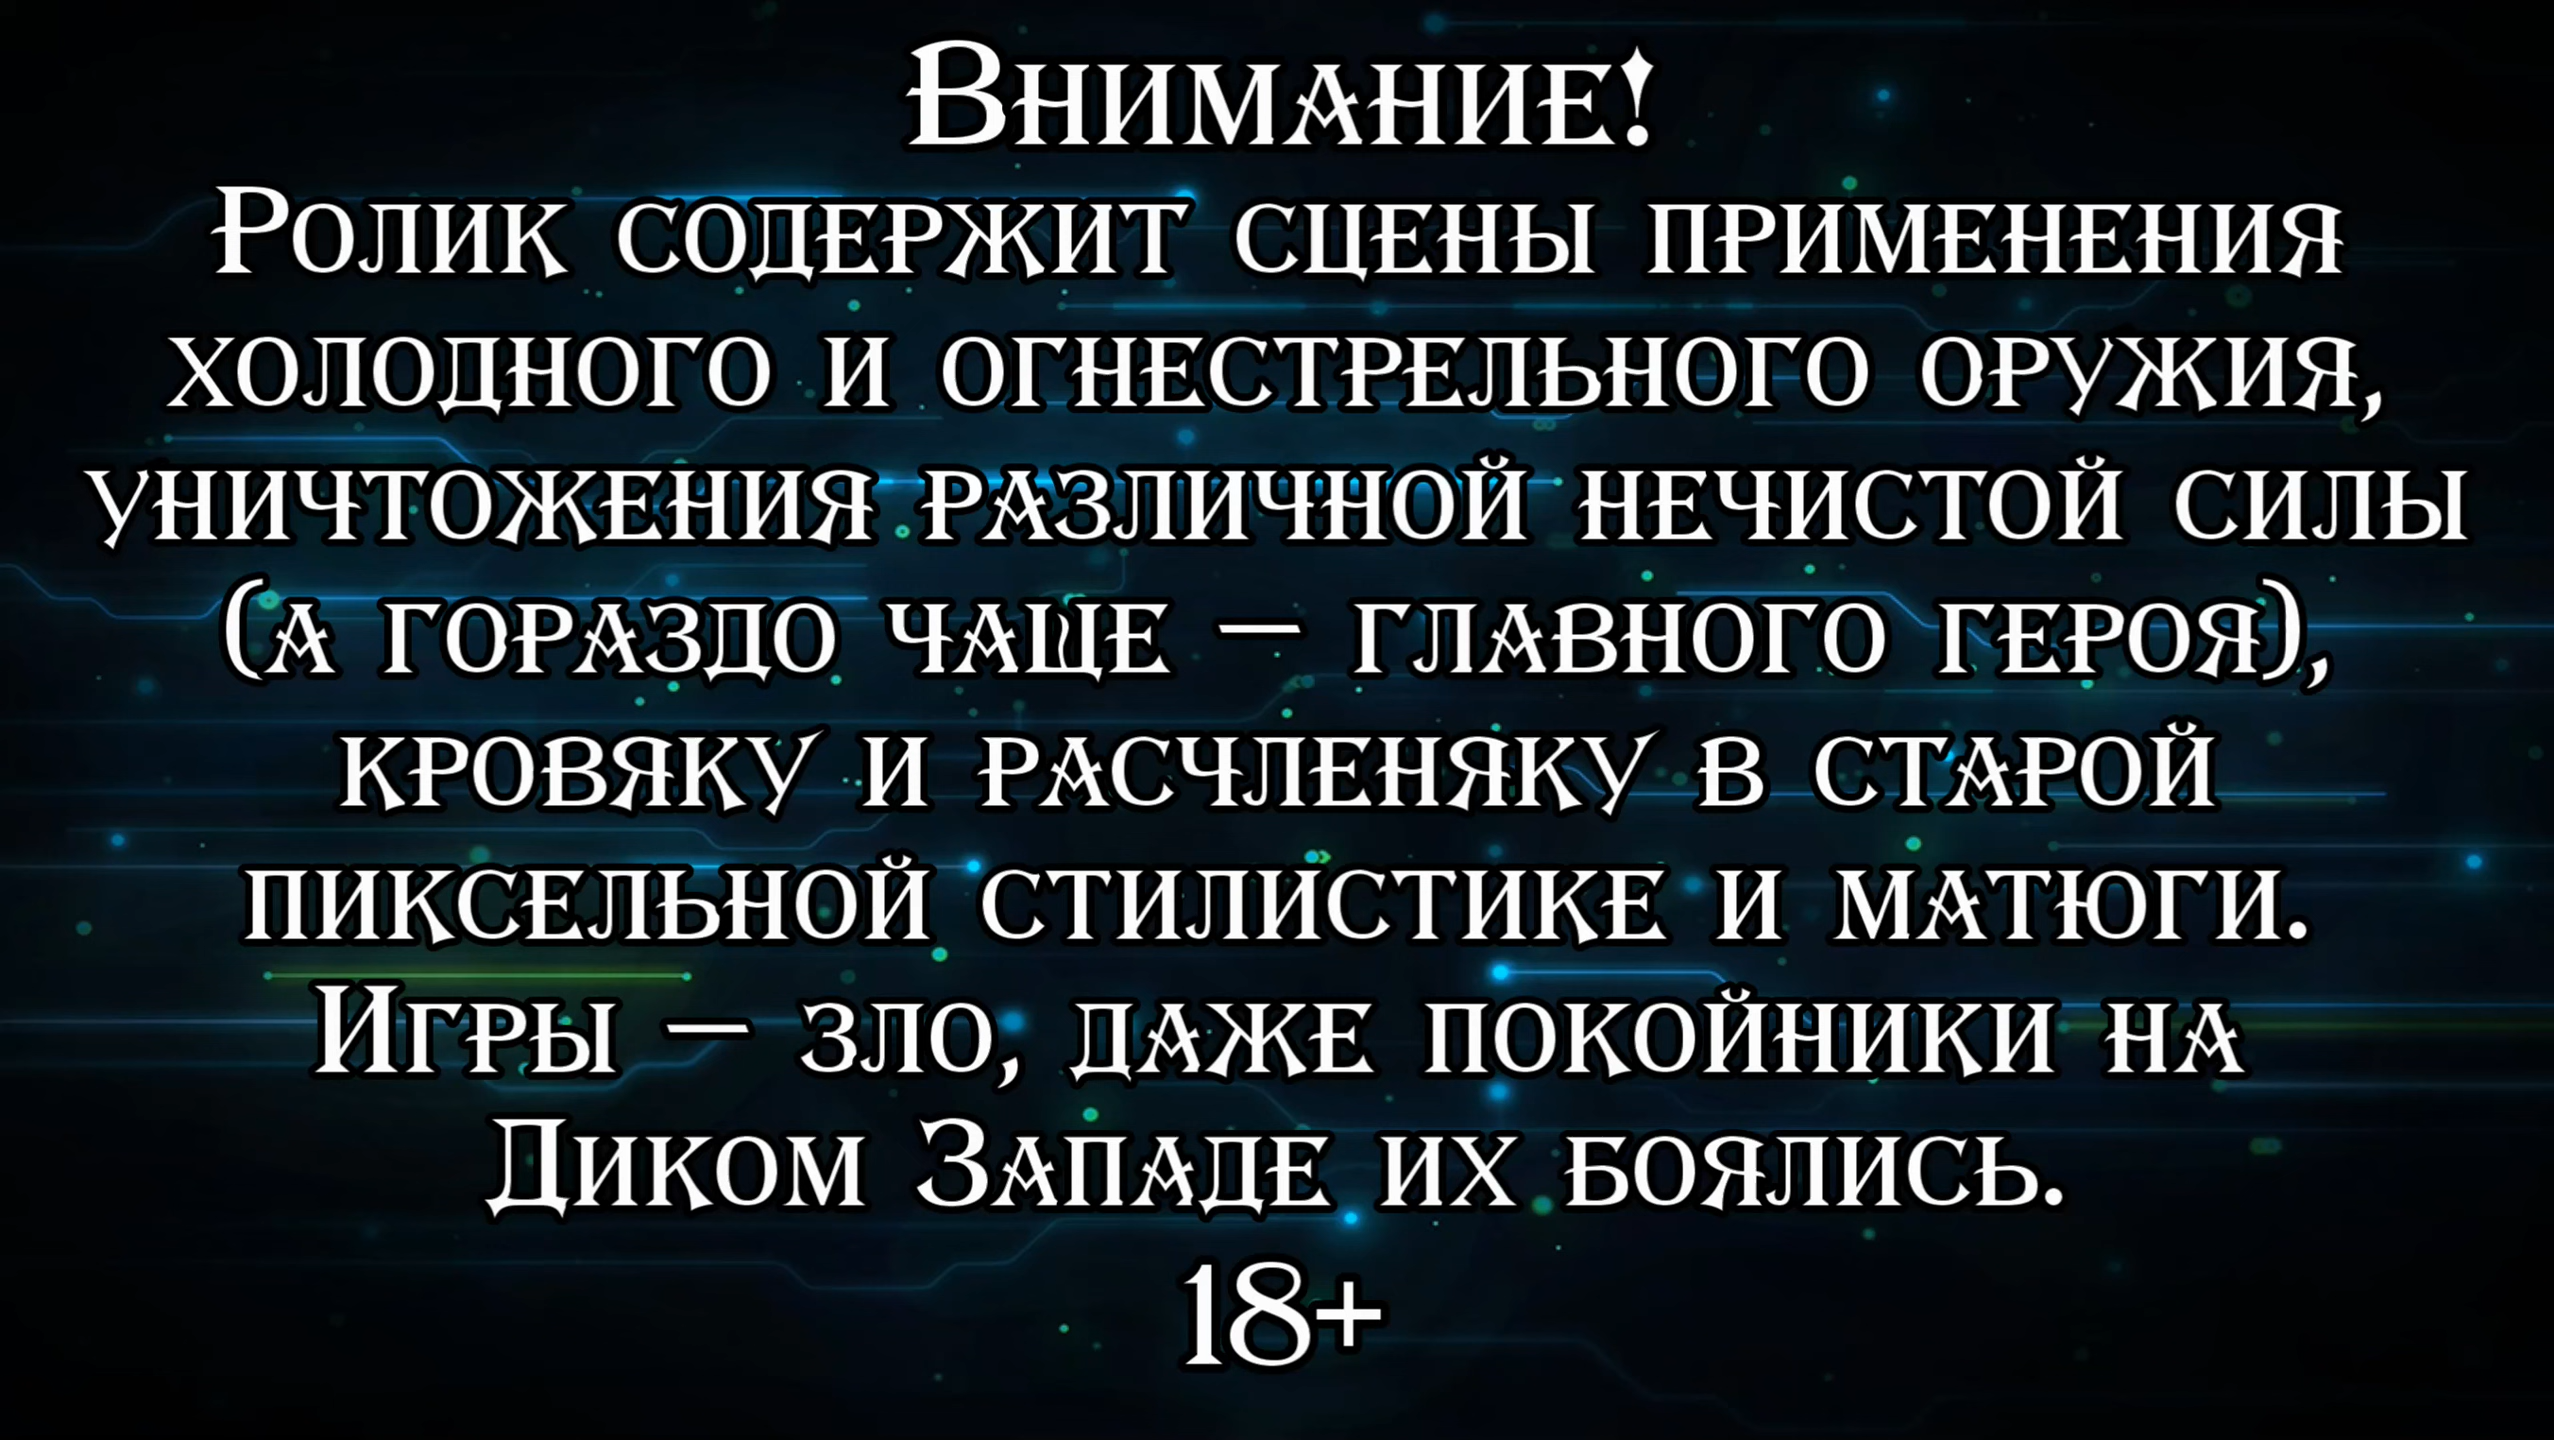 Внимание!
Ролик содержит сцены применения
холодного и огнестрельного оружия,
уничтожения различной нечистой силы
(а гораздо чаще — главного героя),
кровяку и расчленяку в старой
пиксельной стилистике и матюги.
Игры — зло, даже покойники на
Диком Западе их боялись.
18+